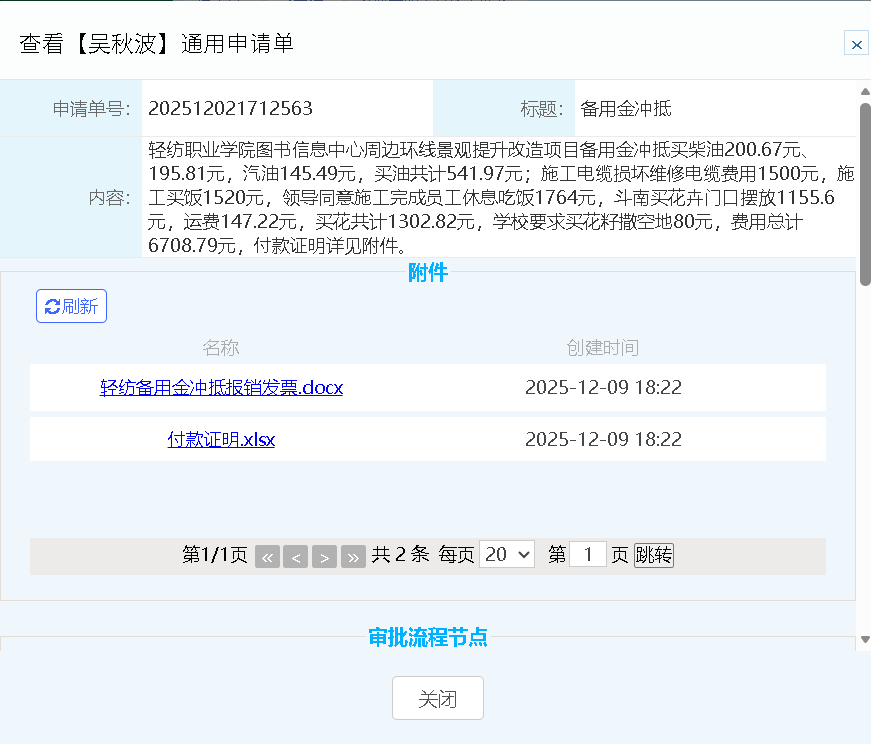 查看【吴秋波】通用申请单
×
申请单号： 202512021712563 标题： 备用金冲抵
内容：
轻纺职业学院图书信息中心周边环线景观提升改造项目备用金冲抵买柴油200.67元、
195.81元，汽油145.49元，买油共计541.97元；施工电缆损坏维修电缆费用1500元，施
工买饭1520元，领导同意施工完成员工休息吃饭1764元，斗南买花卉门口摆放1155.6
元，运费147.22元，买花共计1302.82元，学校要求买花籽撒空地80元，费用总计
6708.79元，付款证明详见附件。
附件
刷新
名称 创建时间
轻纺备用金冲抵报销发票.docx 2025-12-09 18:22
付款证明.xlsx 2025-12-09 18:22
第1/1页 « < > » 共 2 条 每页 20 第 1 页 跳转
审批流程节点
关闭